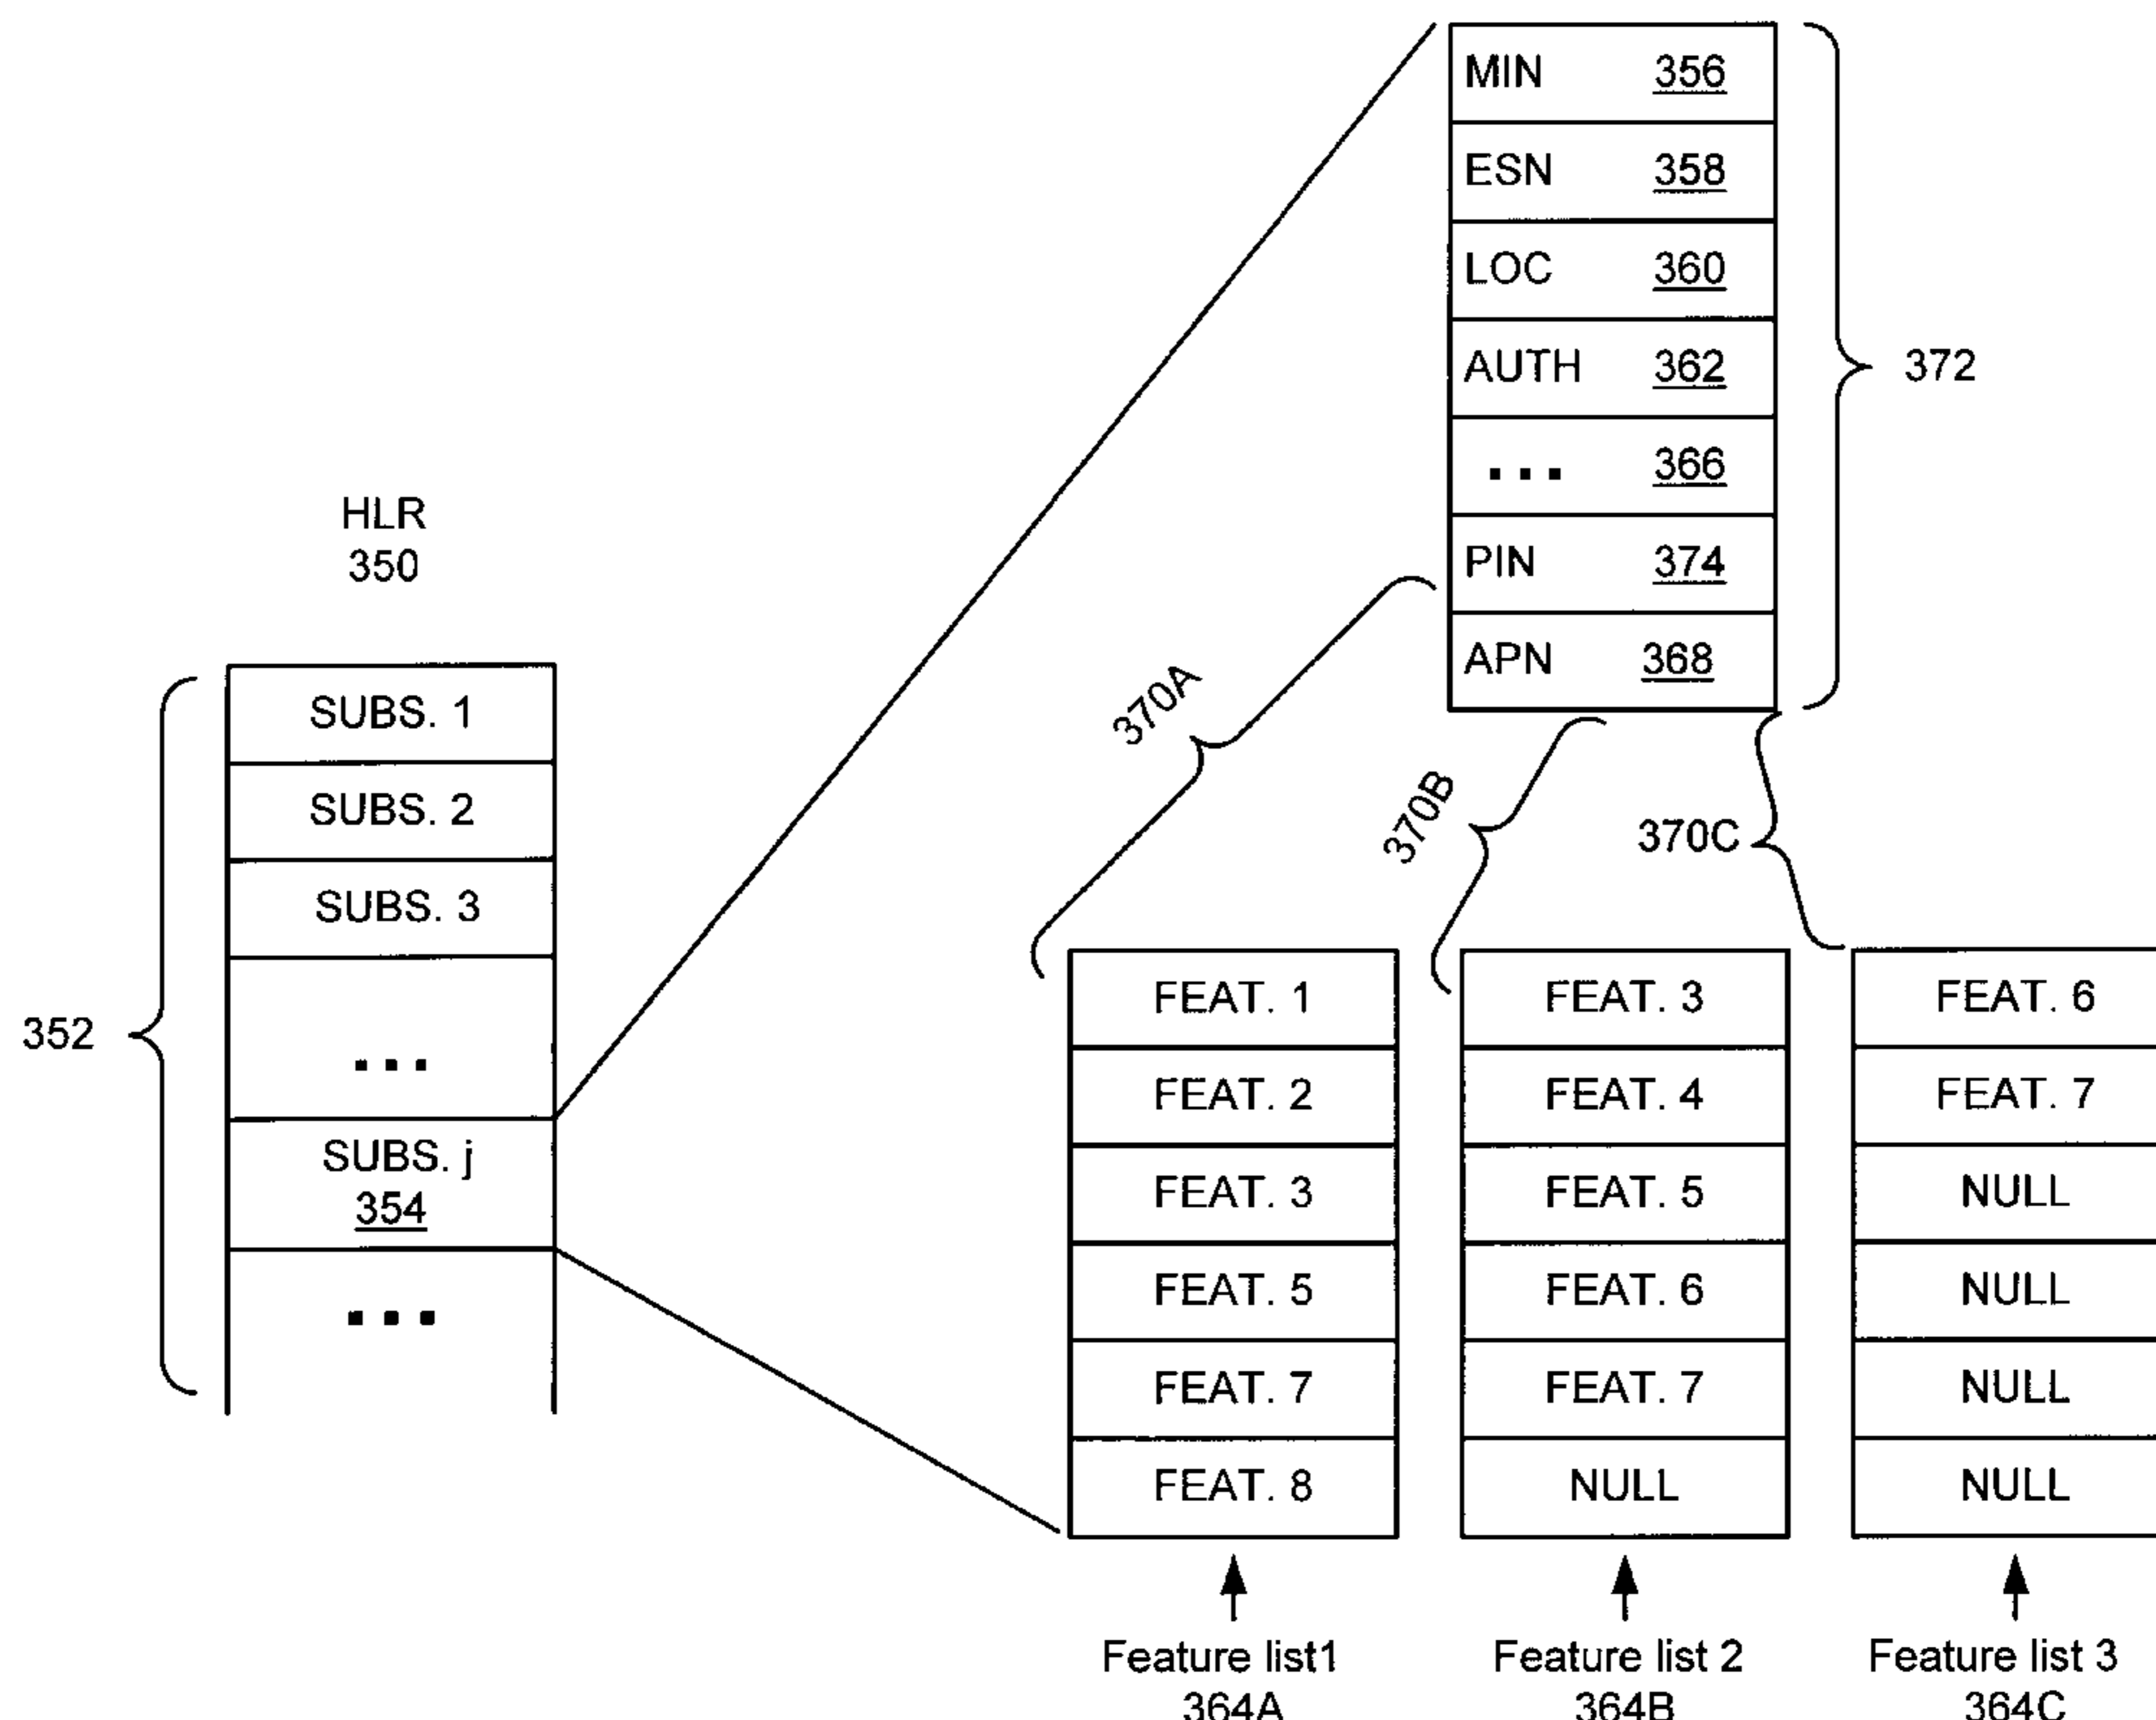 HLR
350
352
SUBS. 1
SUBS. 2
SUBS. 3
...
SUBS. j
354
...
MIN 356
ESN 358
LOC 360
AUTH 362
... 366
PIN 374
APN 368
372
370A
370B
370C
FEAT. 1
FEAT. 2
FEAT. 3
FEAT. 5
FEAT. 7
FEAT. 8
Feature list1
364A
FEAT. 3
FEAT. 4
FEAT. 5
FEAT. 6
FEAT. 7
NULL
Feature list 2
364B
FEAT. 6
FEAT. 7
NULL
NULL
NULL
NULL
Feature list 3
364C